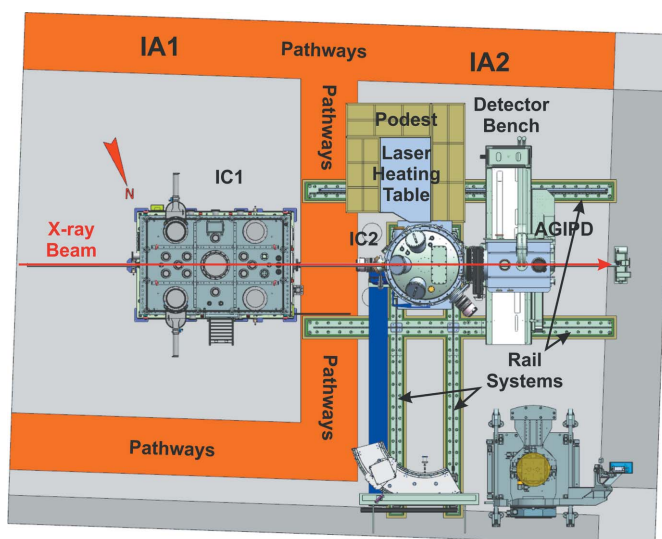 IA1
Pathways
IA2
Pathways
Podest
Detector
Bench
Laser
Heating
Table
N
IC1
X-ray
Beam
IC2
AGIPD
Rail
Systems
Pathways
Pathways